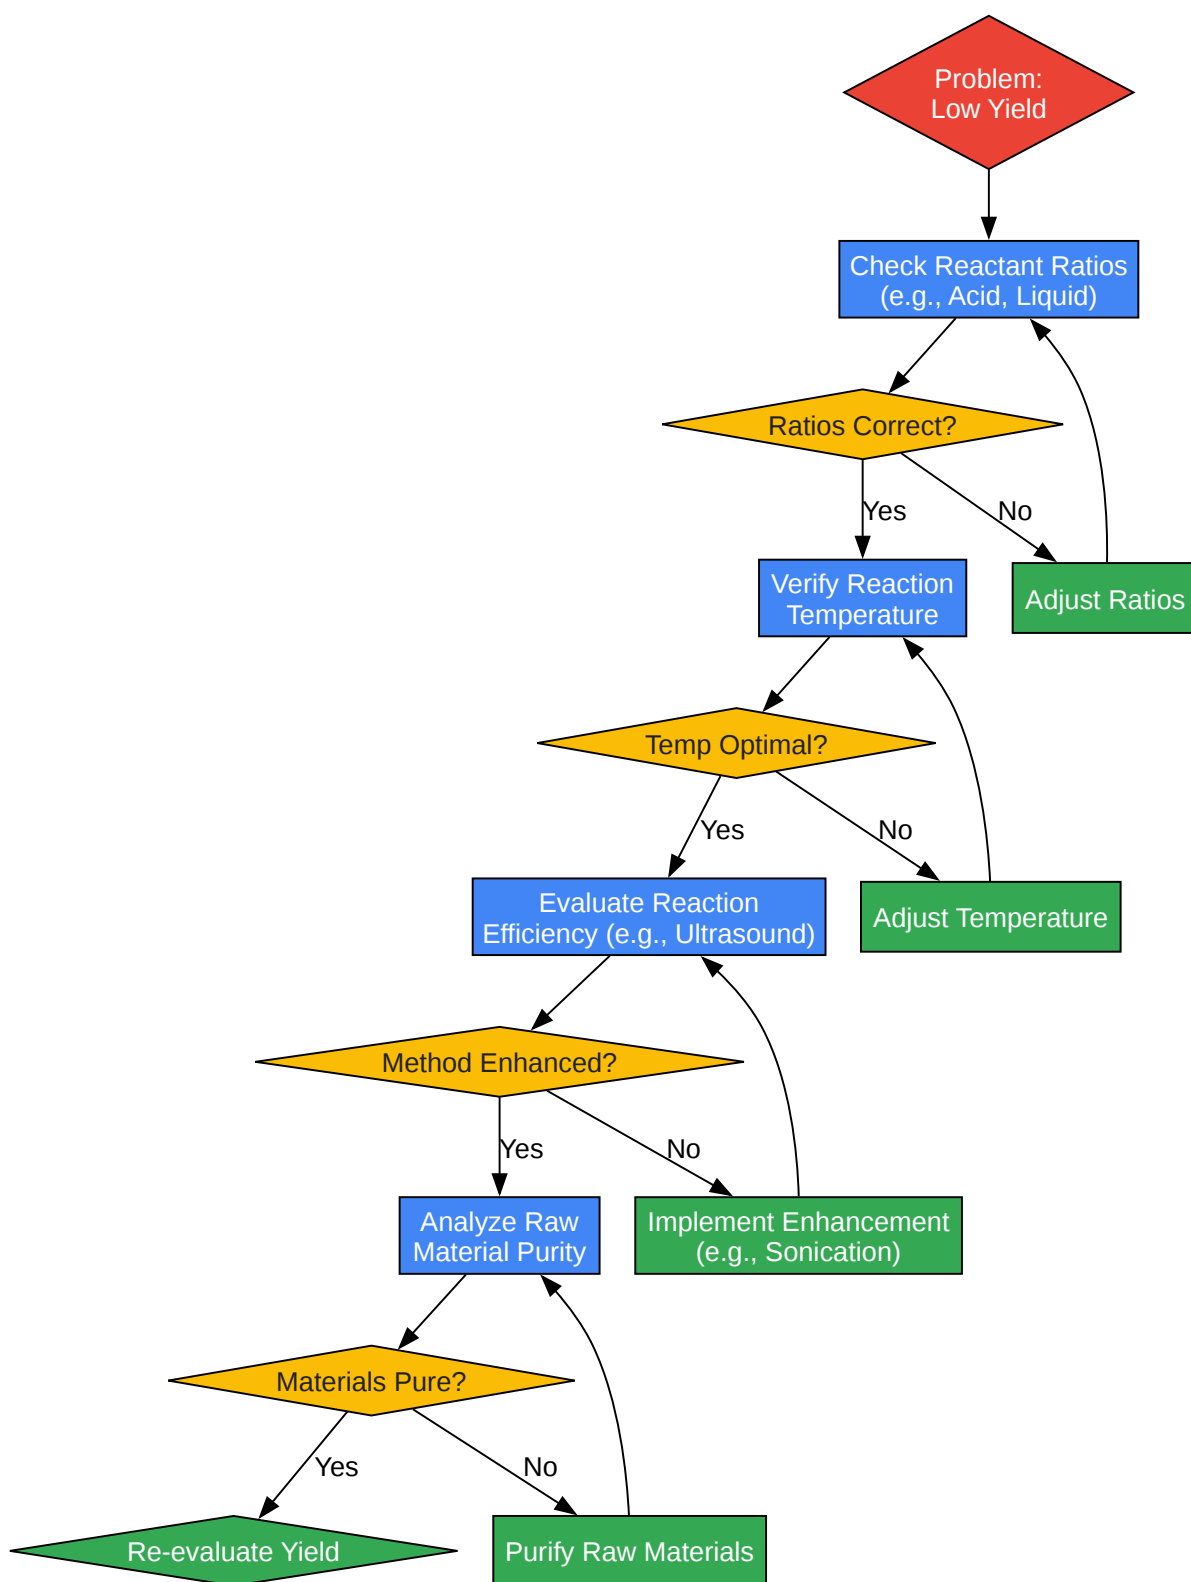 Problem:
Low Yield
Check Reactant Ratios
(e.g., Acid, Liquid)
Ratios Correct?
Yes
No
Verify Reaction
Temperature
Adjust Ratios
Temp Optimal?
Yes
No
Evaluate Reaction
Efficiency (e.g., Ultrasound)
Adjust Temperature
Method Enhanced?
Yes
No
Analyze Raw
Material Purity
Implement Enhancement
(e.g., Sonication)
Materials Pure?
Yes
No
Re-evaluate Yield
Purify Raw Materials